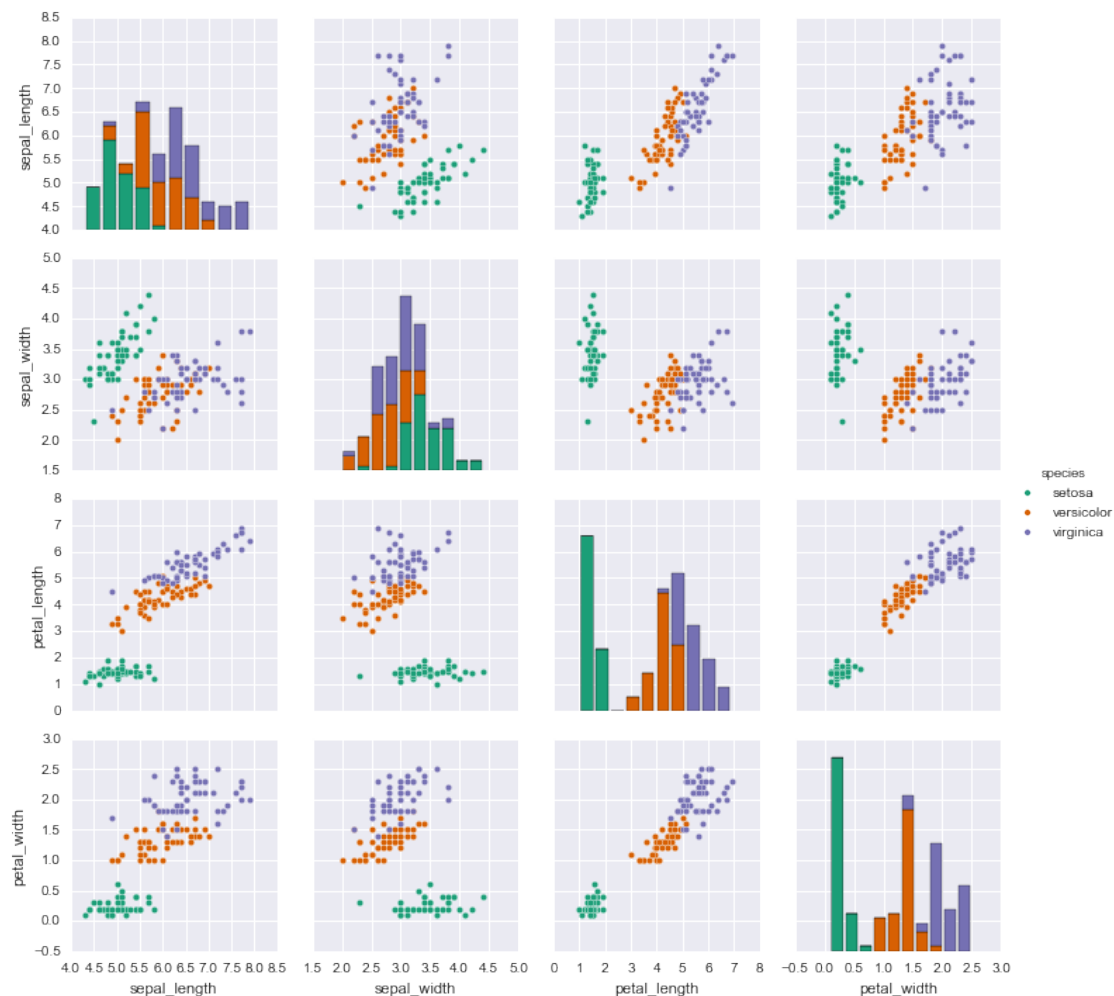 8.5
8.0
7.5
7.0
6.5
6.0
5.5
5.0
4.5
4.0
sepal_length
5.0
4.5
4.0
3.5
3.0
2.5
2.0
1.5
sepal_width
species
setosa
versicolor
virginica
8
7
6
5
4
3
2
1
0
petal_length
3.0
2.5
2.0
1.5
1.0
0.5
0.0
−0.5
petal_width
4.0 4.5 5.0 5.5 6.0 6.5 7.0 7.5 8.0 8.5
sepal_length
1.5 2.0 2.5 3.0 3.5 4.0 4.5 5.0
sepal_width
0 1 2 3 4 5 6 7 8
petal_length
−0.5 0.0 0.5 1.0 1.5 2.0 2.5 3.0
petal_width